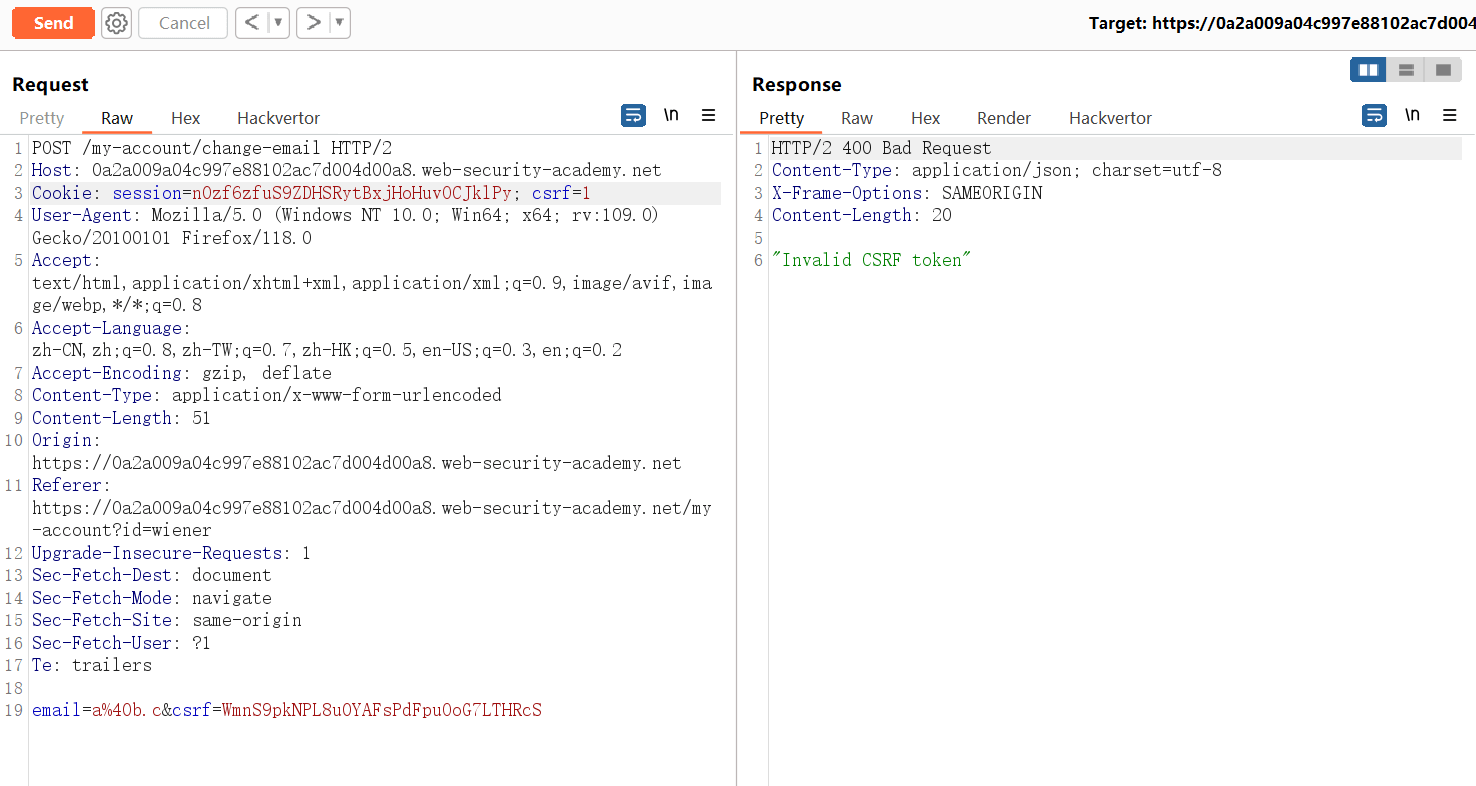 Send
Cancel
<
>
Target: https://0a2a009a04c997e88102ac7d004
Request
Pretty Raw Hex Hackvertor
\n
1 POST /my-account/change-email HTTP/2
2 Host: 0a2a009a04c997e88102ac7d004d00a8.web-security-academy.net
3 Cookie: session=nOzf6zfuS9ZDHSRytBxjHoHuvOCJklPy; csrf=1
4 User-Agent: Mozilla/5.0 (Windows NT 10.0; Win64; x64; rv:109.0)
Gecko/20100101 Firefox/118.0
5 Accept:
text/html,application/xhtml+xml,application/xml;q=0.9,image/avif,ima
ge/webp,*/*;q=0.8
6 Accept-Language:
zh-CN,zh;q=0.8,zh-TW;q=0.7,zh-HK;q=0.5,en-US;q=0.3,en;q=0.2
7 Accept-Encoding: gzip, deflate
8 Content-Type: application/x-www-form-urlencoded
9 Content-Length: 51
10 Origin:
https://0a2a009a04c997e88102ac7d004d00a8.web-security-academy.net
11 Referer:
https://0a2a009a04c997e88102ac7d004d00a8.web-security-academy.net/my
-account?id=wiener
12 Upgrade-Insecure-Requests: 1
13 Sec-Fetch-Dest: document
14 Sec-Fetch-Mode: navigate
15 Sec-Fetch-Site: same-origin
16 Sec-Fetch-User: ?1
17 Te: trailers
18
19 email=a%40b.c&csrf=WmnS9pkNPL8uOYAFsPdFpuOoG7LTHRcS
Response
Pretty Raw Hex Render Hackvertor
\n
1 HTTP/2 400 Bad Request
2 Content-Type: application/json; charset=utf-8
3 X-Frame-Options: SAMEORIGIN
4 Content-Length: 20
5
6 "Invalid CSRF token"